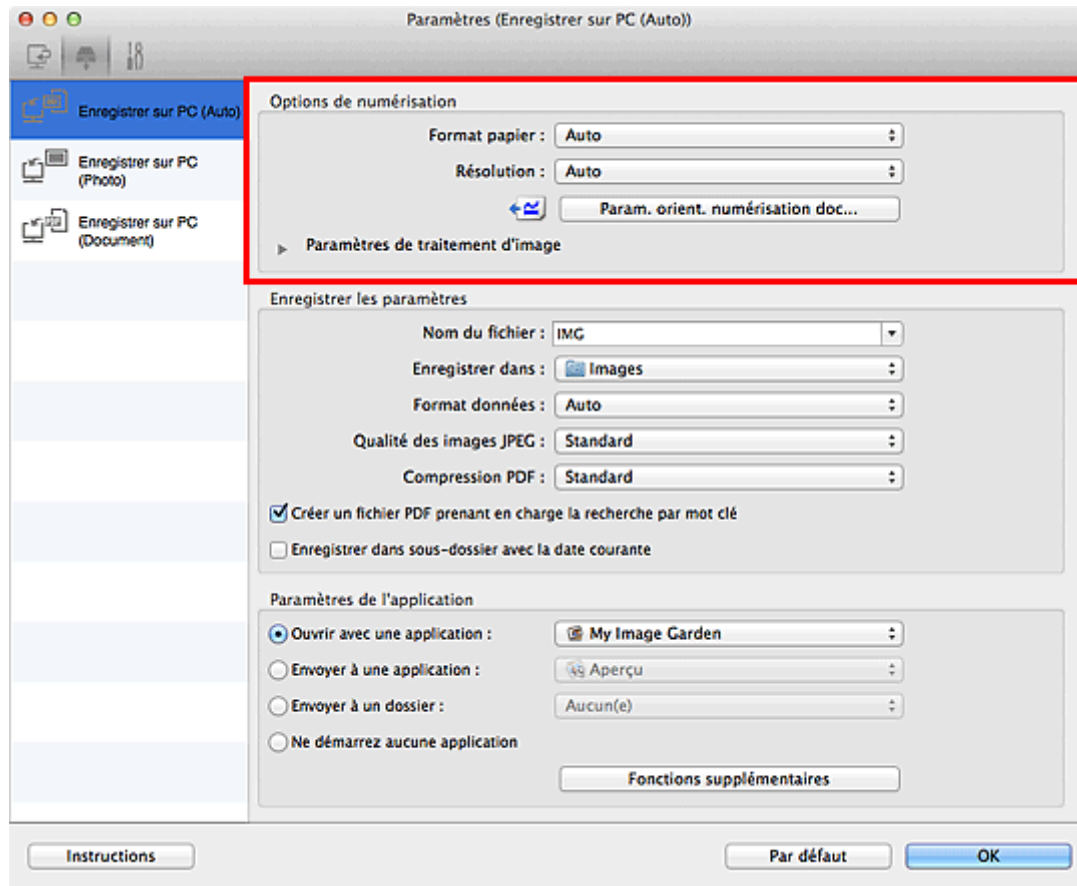 Paramètres (Enregistrer sur PC (Auto))
Enregistrer sur PC (Auto)
Enregistrer sur PC
(Photo)
Enregistrer sur PC
(Document)
Options de numérisation
Format papier : Auto
Résolution : Auto
Param. orient. numérisation doc...
Paramètres de traitement d'image
Enregistrer les paramètres
Nom du fichier : IMG
Enregistrer dans : Images
Format données : Auto
Qualité des images JPEG : Standard
Compression PDF : Standard
Créer un fichier PDF prenant en charge la recherche par mot clé
Enregistrer dans sous-dossier avec la date courante
Paramètres de l'application
Ouvrir avec une application : My Image Garden
Envoyer à une application : Aperçu
Envoyer à un dossier : Aucun(e)
Ne démarrez aucune application
Fonctions supplémentaires
Instructions
Par défaut
OK